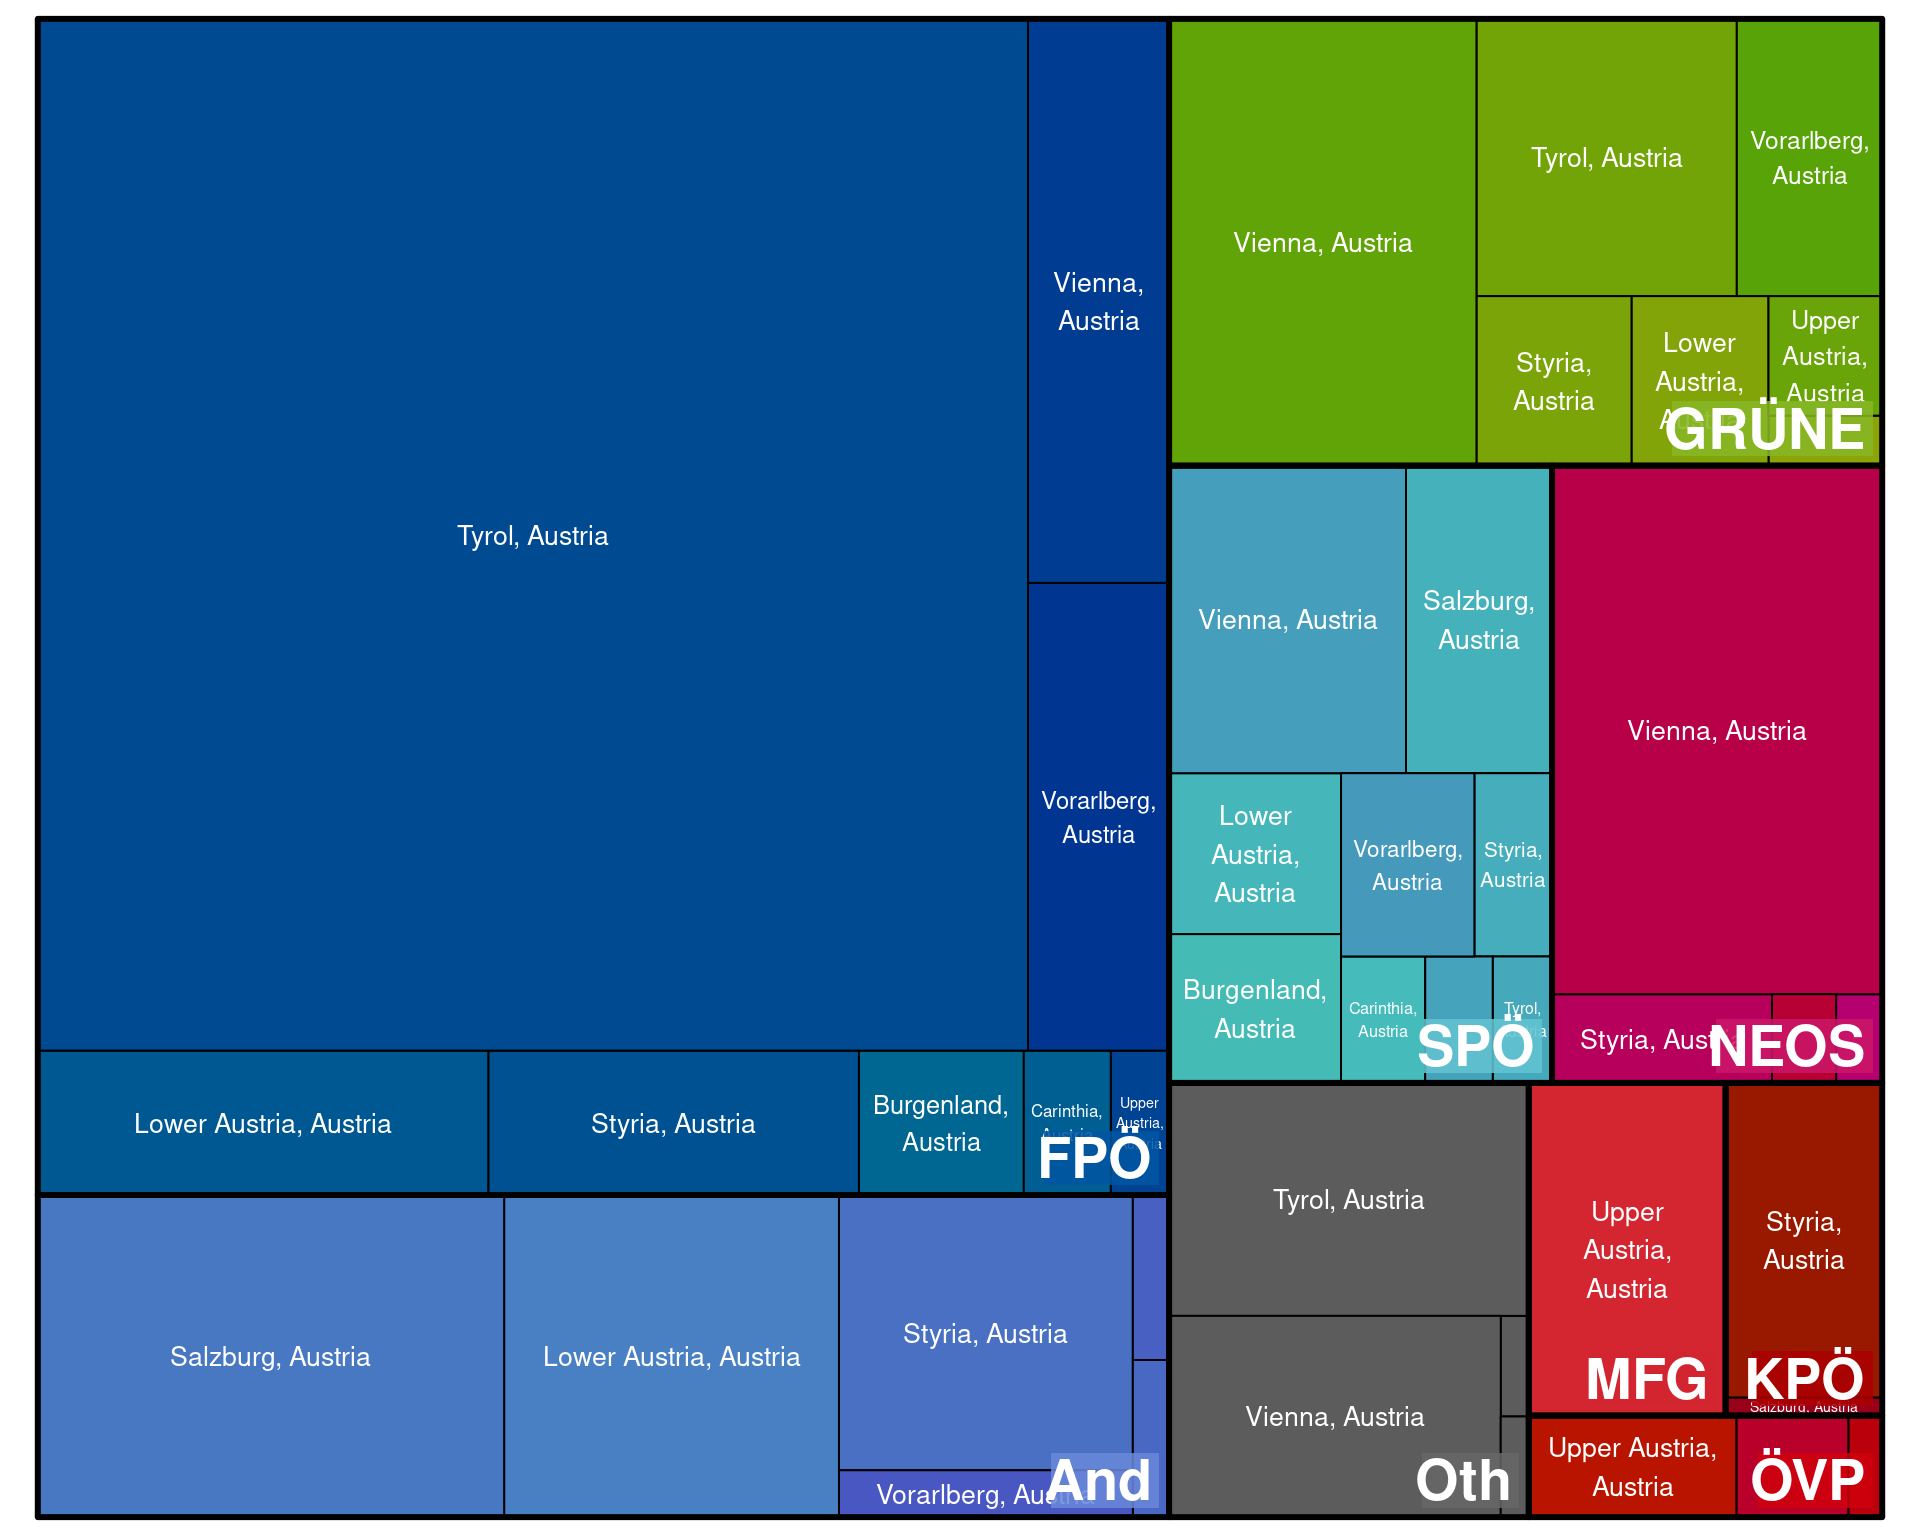 Tyrol, Austria
Vienna,
Austria
Vorarlberg,
Austria
Lower Austria, Austria
Styria, Austria
Burgenland,
Austria
Carinthia,
Upper
Austria,
FPÖ
Salzburg, Austria
Lower Austria, Austria
Styria, Austria
Vorarlberg, Austria
And
Vienna, Austria
Tyrol, Austria
Vorarlberg,
Austria
Styria,
Austria
Lower
Austria,
Upper
Austria,
Austria
GRÜNE
Vienna, Austria
Salzburg,
Austria
Lower
Austria,
Austria
Vorarlberg,
Austria
Styria,
Austria
Burgenland,
Austria
Carinthia,
Austria
Tyrol,
SPÖ
Vienna, Austria
Styria, Austria
NEOS
Tyrol, Austria
Vienna, Austria
Oth
Upper
Austria,
Austria
MFG
Styria,
Austria
KPÖ
Salzburg, Austria
Upper Austria,
Austria
ÖVP